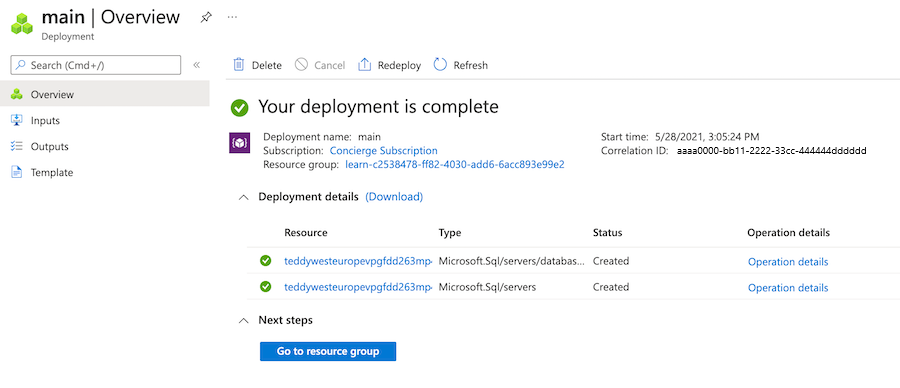 main | Overview
...
Deployment
Search (Cmd+/)
«
Overview
Inputs
Outputs
Template
Delete
Cancel
Redeploy
Refresh
Your deployment is complete
Deployment name: main
Subscription: Concierge Subscription
Resource group: learn-c2538478-ff82-4030-add6-6acc893e99e2
Start time: 5/28/2021, 3:05:24 PM
Correlation ID: aaaa0000-bb11-2222-33cc-444444dddddd
Deployment details (Download)
Resource Type Status Operation details
teddywesteuropevpgfdd263mp Microsoft.Sql/servers/databas... Created Operation details
teddywesteuropevpgfdd263mp Microsoft.Sql/servers Created Operation details
Next steps
Go to resource group